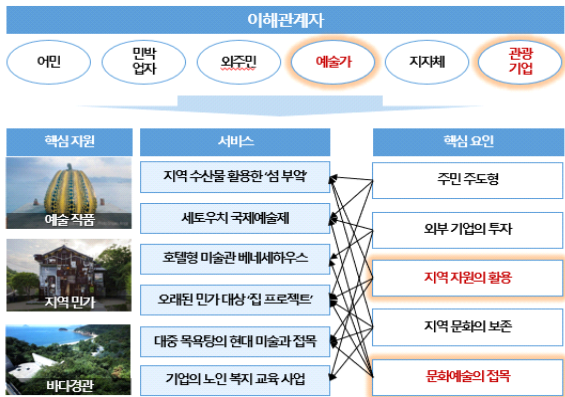 이해관계자
어민
민박
업자
외주민
예술가
지자체
관광
기업
핵심 자원
서비스
핵심 요인
예술 작품
지역 민가
바다경관
지역 수산물 활용한 ‘섬 부엌’
세토우치 국제예술제
호텔형 미술관 베네세하우스
오래된 민가 대상 ‘집 프로젝트’
대중 목욕탕의 현대 미술과 접목
기업의 노인 복지 교육 사업
주민 주도형
외부 기업의 투자
지역 자원의 활용
지역 문화의 보존
문화예술의 접목